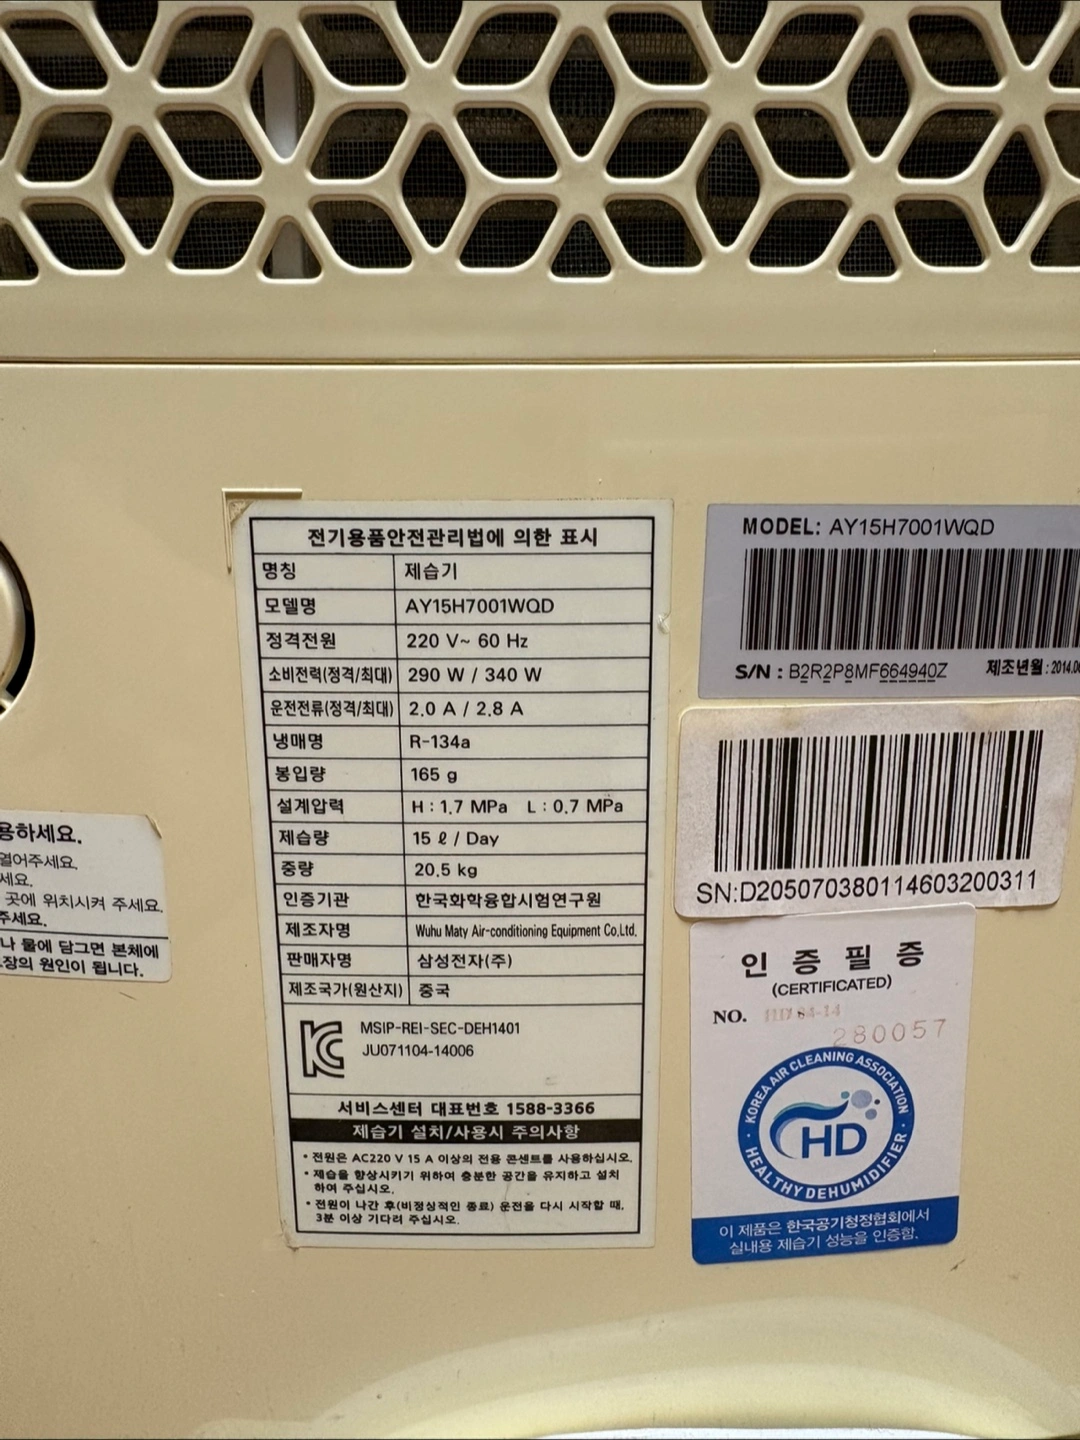 전기용품안전관리법에 의한 표시
명칭 제습기
모델명 AY15H7001WQD
정격전원 220 V~ 60 Hz
소비전력(정격/최대) 290 W / 340 W
운전전류(정격/최대) 2.0 A / 2.8 A
냉매명 R-134a
봉입량 165 g
설계압력 H : 1.7 MPa L : 0.7 MPa
제습량 15 ℓ / Day
중량 20.5 kg
인증기관 한국화학융합시험연구원
제조자명 Wuhu Maty Air-conditioning Equipment Co.,Ltd.
판매자명 삼성전자(주)
제조국가(원산지) 중국
MSIP-REI-SEC-DEH1401
JU071104-14006
서비스센터 대표번호 1588-3366
제습기 설치/사용시 주의사항
• 전원은 AC220 V 15 A 이상의 전용 콘센트를 사용하십시오.
• 제습을 향상시키기 위하여 충분한 공간을 유지하고 설치
하여 주십시오.
• 전원이 나간 후(비정상적인 종료) 운전을 다시 시작할 때,
3분 이상 기다려 주십시오.
MODEL: AY15H7001WQD
S/N : B2R2P8MF664940Z 제조년월 : 2014.0
SN:D205070380114603200311
인증필증
(CERTIFICATED)
NO. HD 04-14
280057
KOREA AIR CLEANING ASSOCIATION
HD
HEALTHY DEHUMIDIFIER
이 제품은 한국공기청정협회에서
실내용 제습기 성능을 인증함.
용하세요.
열어주세요.
세요.
곳에 위치시켜 주세요.
주세요.
나 물에 담그면 본체에
고장의 원인이 됩니다.